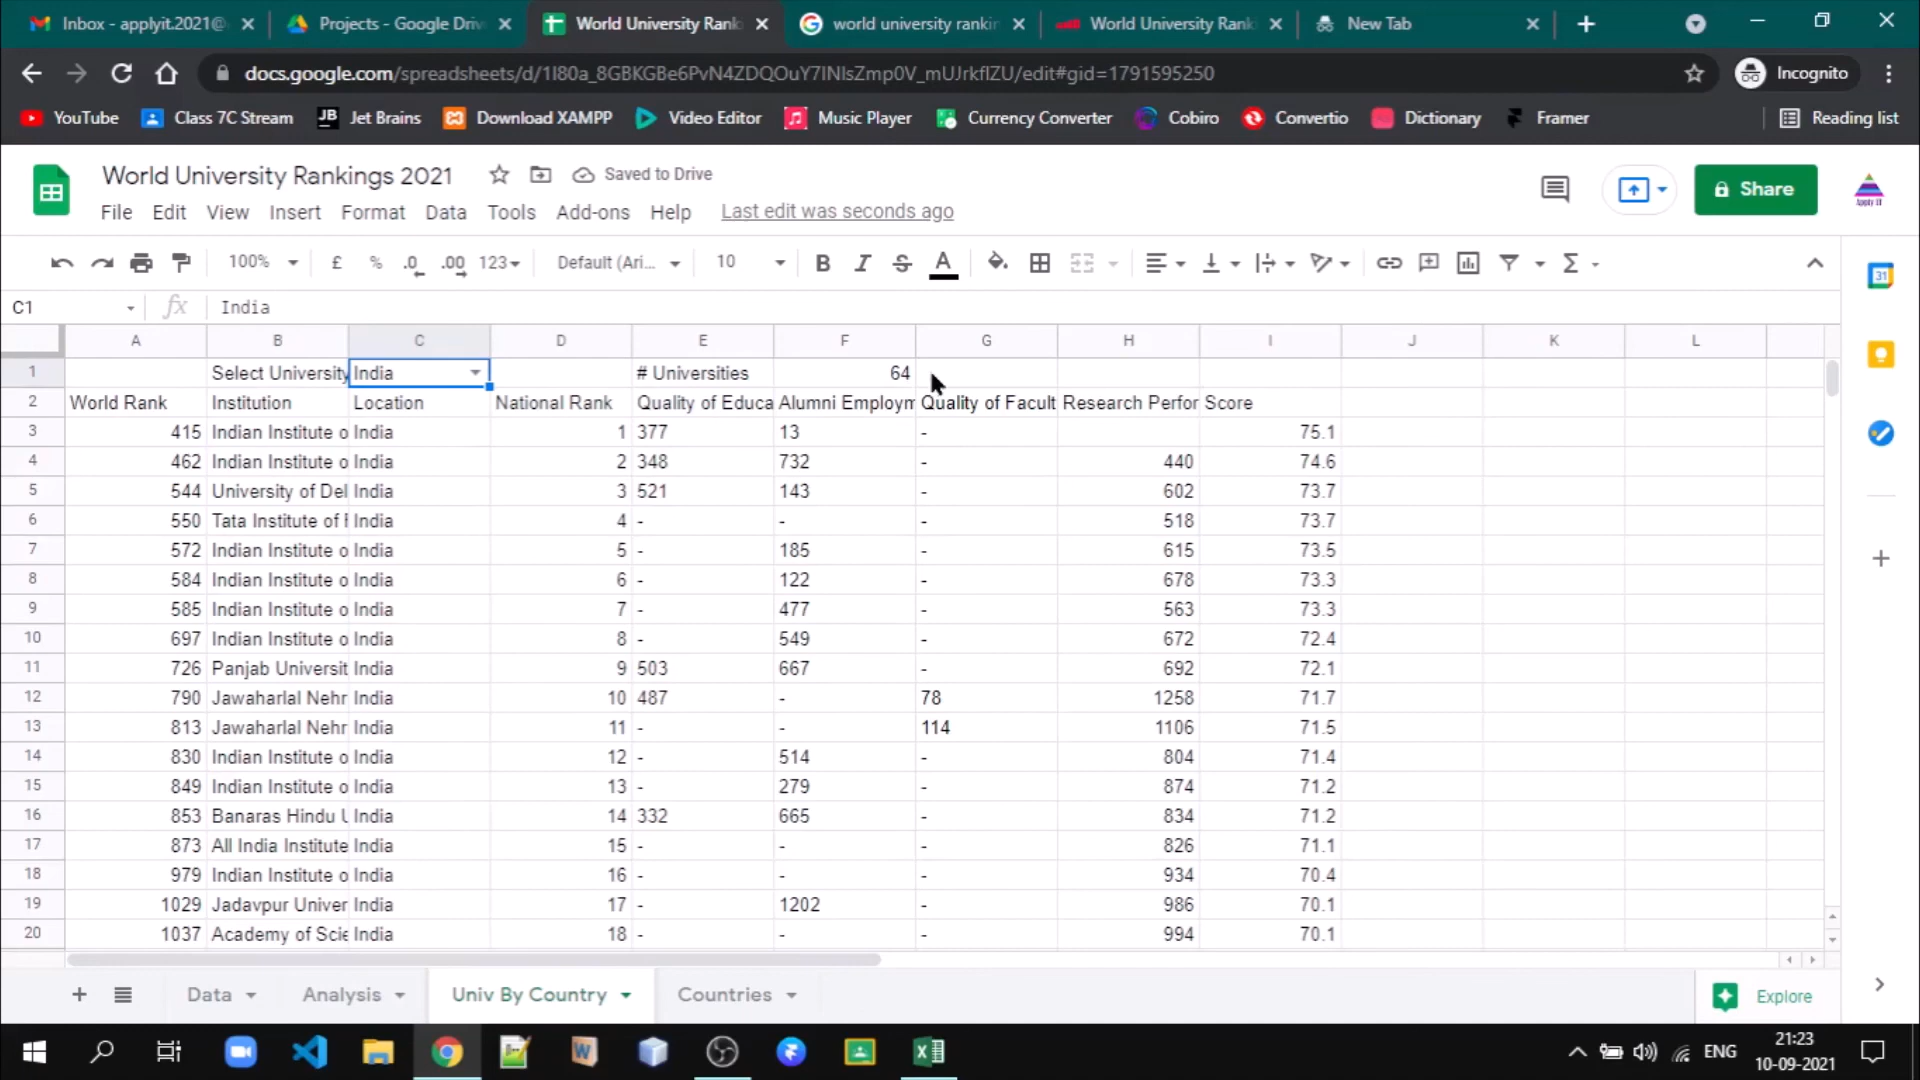 Inbox - applyit.2021@ Projects - Google Driv World University Rank world university rankin World University Rank New Tab
docs.google.com/spreadsheets/d/1I80a_8GBKGBe6PvN4ZDQOuY7INIsZmp0V_mUJrkfIZU/edit#gid=1791595250 Incognito
YouTube Class 7C Stream JB Jet Brains Download XAMPP Video Editor Music Player Currency Converter Cobiro Convertio Dictionary Framer Reading list
World University Rankings 2021 Saved to Drive Share
File Edit View Insert Format Data Tools Add-ons Help Last edit was seconds ago
100% £ % .0 .00 123 Default (Ari... 10 B I S A Σ
C1 fx India
A B C D E F G H I J K L
1 Select University India # Universities 64
2 World Rank Institution Location National Rank Quality of Educa Alumni Employm Quality of Facult Research Perfor Score
3 415 Indian Institute o India 1 377 13 - 75.1
4 462 Indian Institute o India 2 348 732 - 440 74.6
5 544 University of Del India 3 521 143 - 602 73.7
6 550 Tata Institute of India 4 - - - 518 73.7
7 572 Indian Institute o India 5 - 185 - 615 73.5
8 584 Indian Institute o India 6 - 122 - 678 73.3
9 585 Indian Institute o India 7 - 477 - 563 73.3
10 697 Indian Institute o India 8 - 549 - 672 72.4
11 726 Panjab Universit India 9 503 667 - 692 72.1
12 790 Jawaharlal Nehr India 10 487 - 78 1258 71.7
13 813 Jawaharlal Nehr India 11 - - 114 1106 71.5
14 830 Indian Institute o India 12 - 514 - 804 71.4
15 849 Indian Institute o India 13 - 279 - 874 71.2
16 853 Banaras Hindu India 14 332 665 - 834 71.2
17 873 All India Institute India 15 - - - 826 71.1
18 979 Indian Institute o India 16 - - - 934 70.4
19 1029 Jadavpur Univer India 17 - 1202 - 986 70.1
20 1037 Academy of Scie India 18 - - - 994 70.1
Data Analysis Univ By Country Countries Explore
ENG 21:23
10-09-2021
31
Apply IT